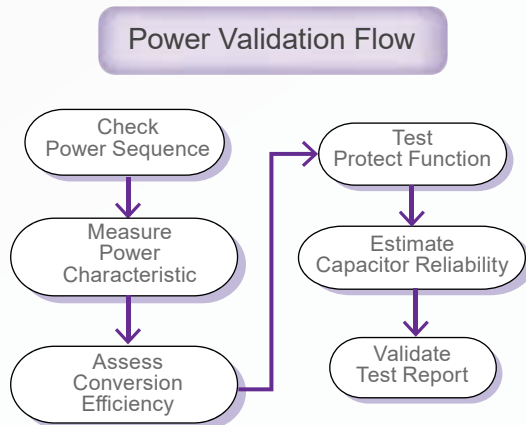 Power Validation Flow
Check
Power Sequence
Measure
Power
Characteristic
Assess
Conversion
Efficiency
Test
Protect Function
Estimate
Capacitor Reliability
Validate
Test Report